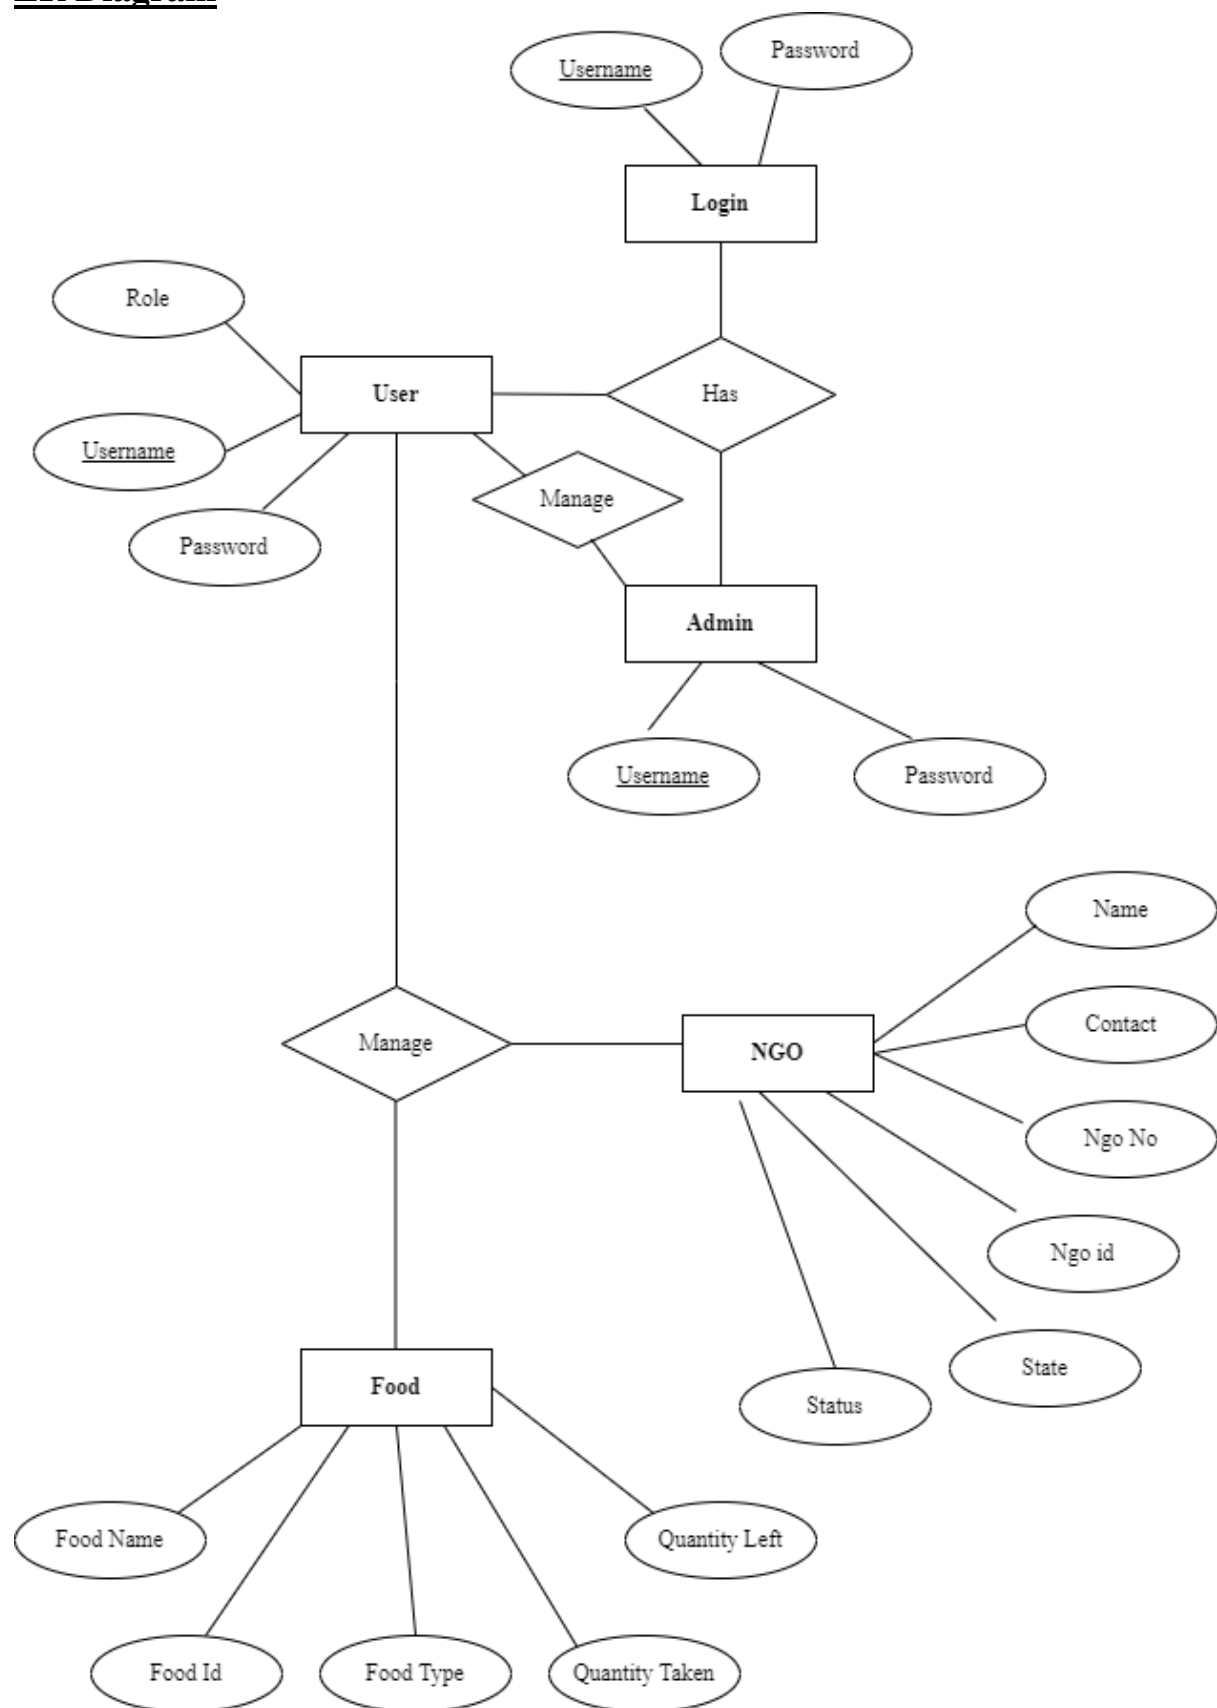 ER Diagram
Username
Password
Login
Role
User
Has
Username
Manage
Password
Admin
Username
Password
Name
Contact
Manage
NGO
Ngo No
Ngo id
State
Status
Food
Food Name
Quantity Left
Food Id
Food Type
Quantity Taken